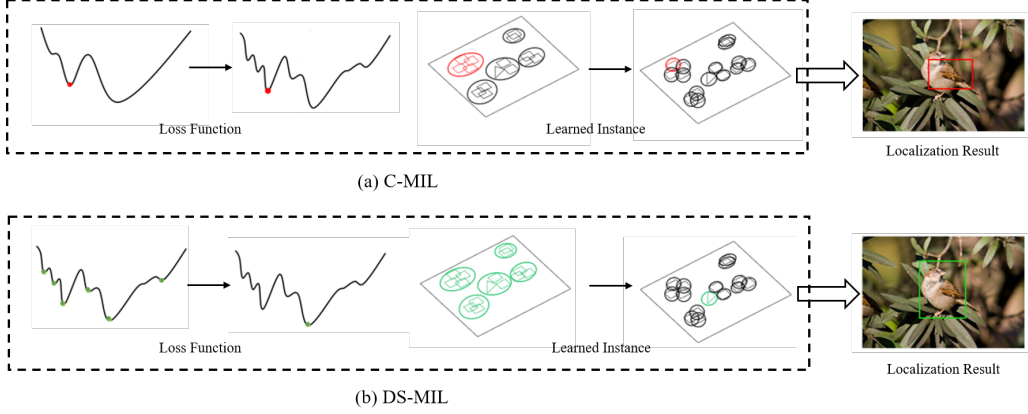 Loss Function
Learned Instance
Localization Result
(a) C-MIL
Loss Function
Learned Instance
Localization Result
(b) DS-MIL